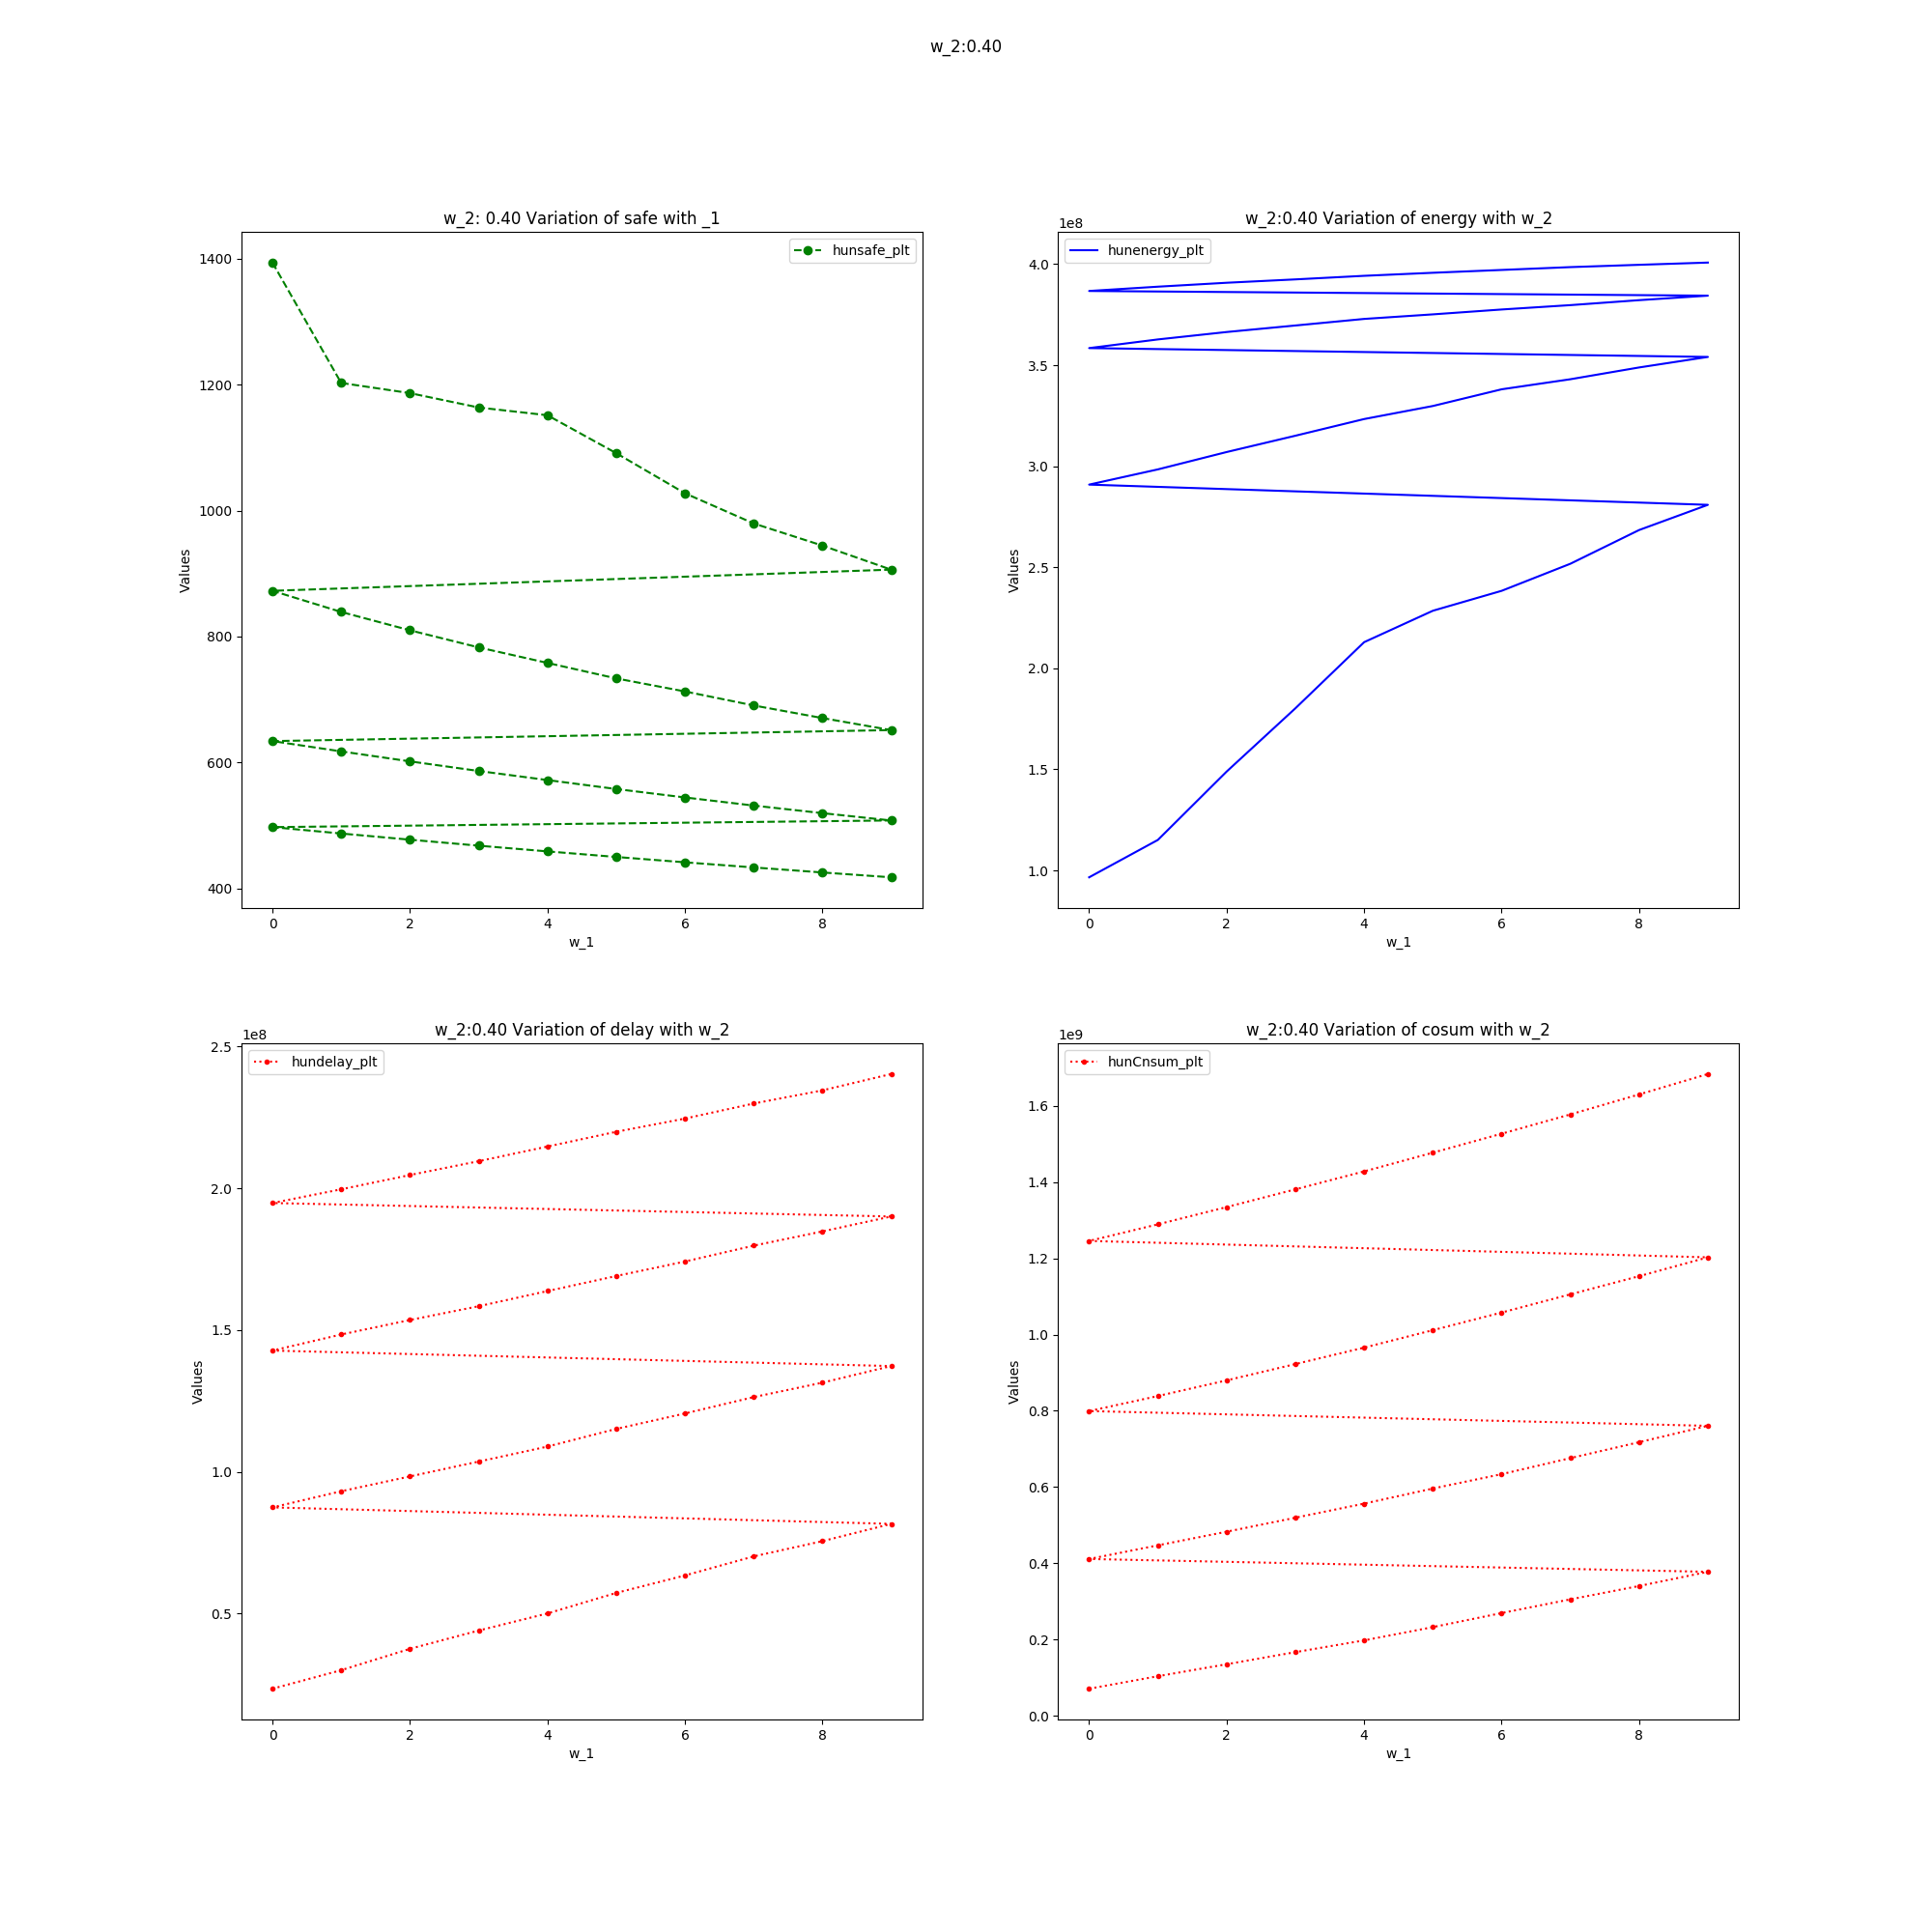 w_2:0.40
w_2: 0.40 Variation of safe with _1
hunsafe_plt
1400
1200
1000
800
600
400
Values
0 2 4 6 8
w_1
w_2:0.40 Variation of energy with w_2
1e8
hunenergy_plt
4.0
3.5
3.0
2.5
2.0
1.5
1.0
Values
0 2 4 6 8
w_1
w_2:0.40 Variation of delay with w_2
1e8
hundelay_plt
2.5
2.0
1.5
1.0
0.5
Values
0 2 4 6 8
w_1
w_2:0.40 Variation of cosum with w_2
1e9
hunCnsum_plt
1.6
1.4
1.2
1.0
0.8
0.6
0.4
0.2
0.0
Values
0 2 4 6 8
w_1